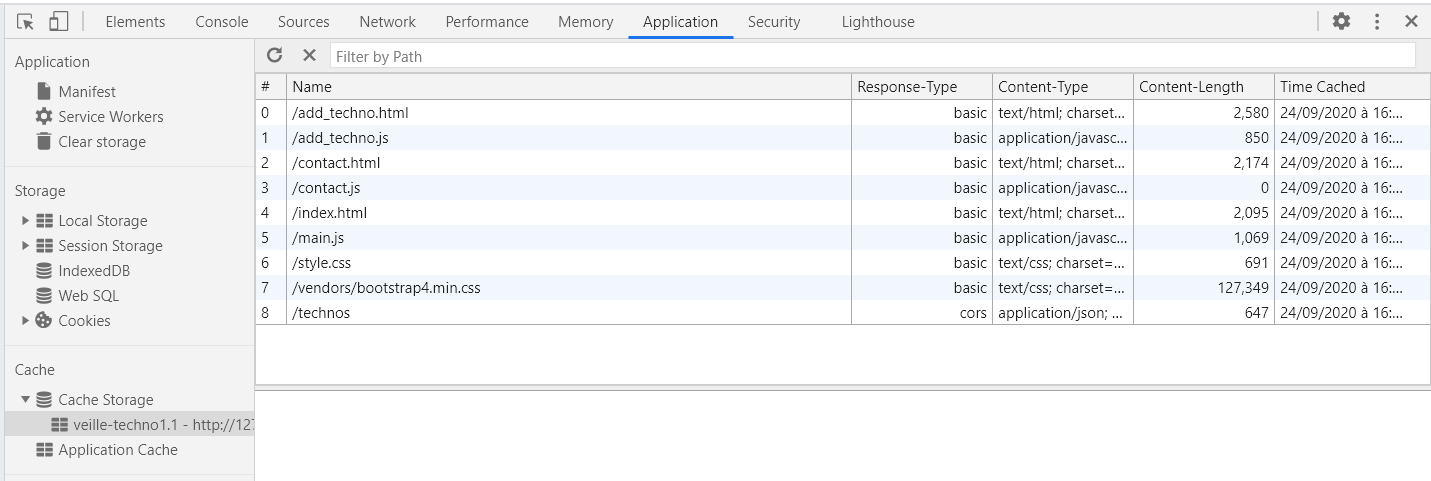 Elements Console Sources Network Performance Memory Application Security Lighthouse
Filter by Path
Application
Manifest
Service Workers
Clear storage
Storage
Local Storage
Session Storage
IndexedDB
Web SQL
Cookies
Cache
Cache Storage
veille-techno1.1 - http://127
Application Cache
# Name Response-Type Content-Type Content-Length Time Cached
0 /add_techno.html basic text/html; charset... 2,580 24/09/2020 à 16:...
1 /add_techno.js basic application/javasc... 850 24/09/2020 à 16:...
2 /contact.html basic text/html; charset... 2,174 24/09/2020 à 16:...
3 /contact.js basic application/javasc... 0 24/09/2020 à 16:...
4 /index.html basic text/html; charset... 2,095 24/09/2020 à 16:...
5 /main.js basic application/javasc... 1,069 24/09/2020 à 16:...
6 /style.css basic text/css; charset=... 691 24/09/2020 à 16:...
7 /vendors/bootstrap4.min.css basic text/css; charset=... 127,349 24/09/2020 à 16:...
8 /technos cors application/json; ... 647 24/09/2020 à 16:...